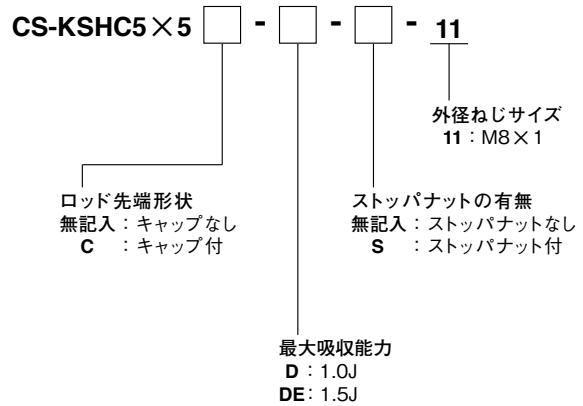 CS-KSHC5×5 □ - □ - □ - 11
外径ねじサイズ
11：M8×1
ロッド先端形状
無記入：キャップなし
C ：キャップ付
ストッパナットの有無
無記入：ストッパナットなし
S ：ストッパナット付
最大吸収能力
D：1.0J
DE：1.5J